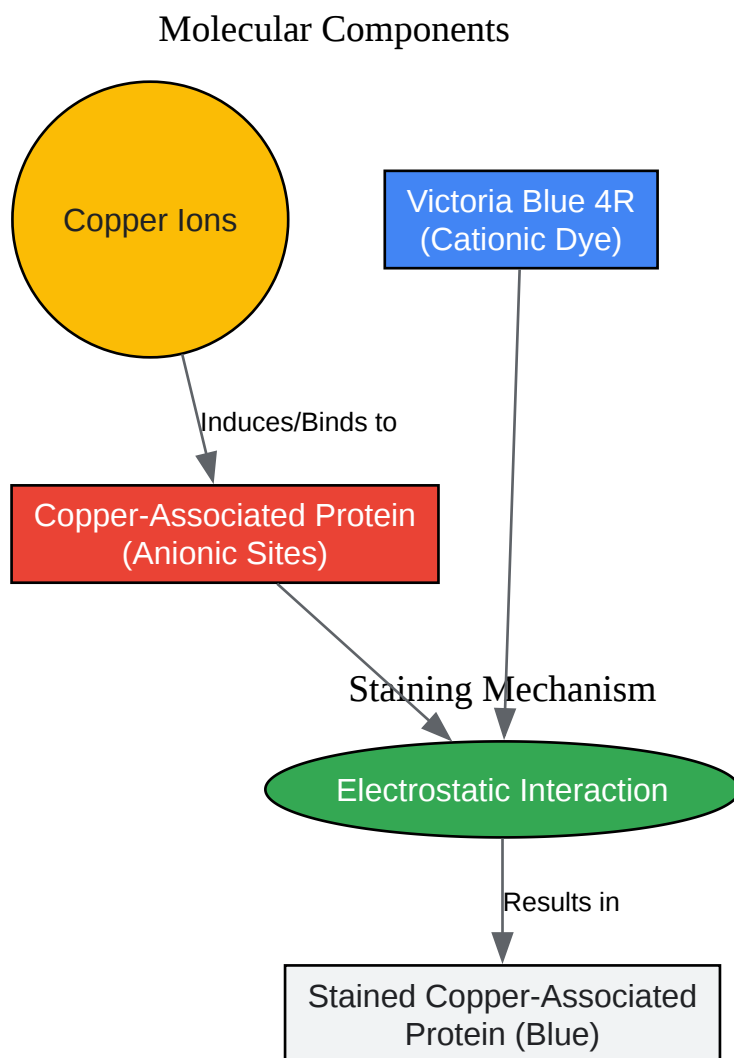 Molecular Components
Copper Ions
Victoria Blue 4R
(Cationic Dye)
Induces/Binds to
Copper-Associated Protein
(Anionic Sites)
Staining Mechanism
Electrostatic Interaction
Results in
Stained Copper-Associated
Protein (Blue)